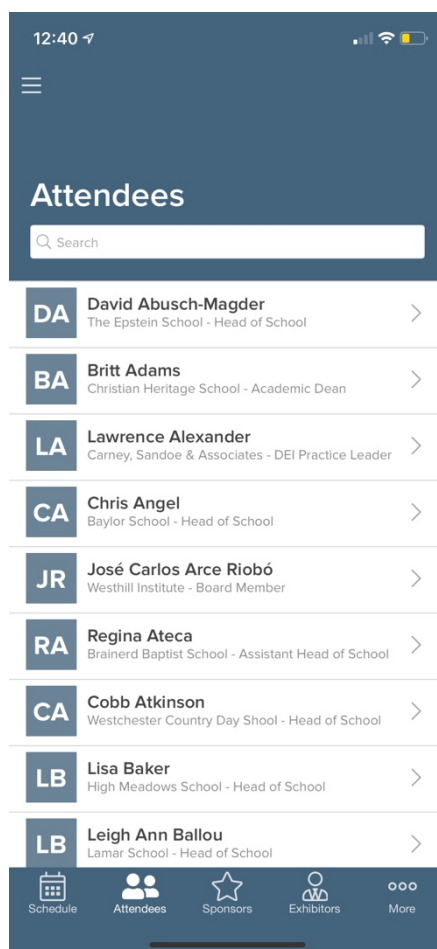 12:40
Attendees
Search
DA
David Abusch-Magder
The Epstein School - Head of School
BA
Britt Adams
Christian Heritage School - Academic Dean
LA
Lawrence Alexander
Carney, Sandoe & Associates - DEI Practice Leader
CA
Chris Angel
Baylor School - Head of School
JR
José Carlos Arce Riobó
Westhill Institute - Board Member
RA
Regina Ateca
Brainerd Baptist School - Assistant Head of School
CA
Cobb Atkinson
Westchester Country Day Shool - Head of School
LB
Lisa Baker
High Meadows School - Head of School
LB
Leigh Ann Ballou
Lamar School - Head of School
Schedule Attendees Sponsors Exhibitors More